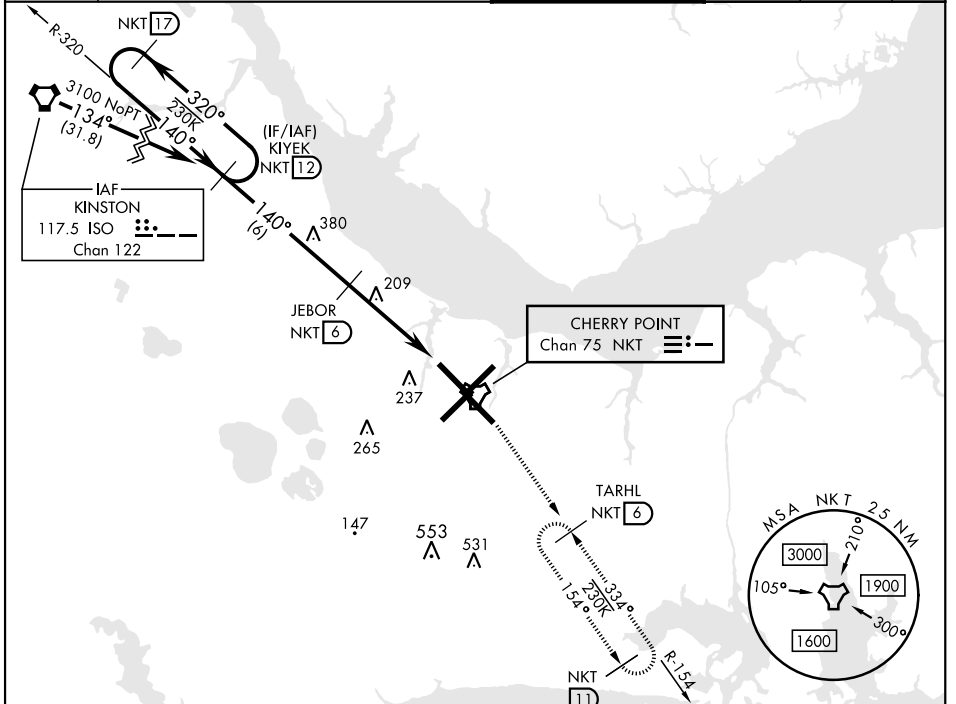 NKT 17
R-320
3100 NoPT
134°
(31.8)
320°
230K
140°
(IF/IAF)
KIYEK
NKT 12
IAF
KINSTON
117.5 ISO
Chan 122
140°
(6)
380
209
JEBOR
NKT 6
CHERRY POINT
Chan 75 NKT
237
265
TARHL
NKT 6
147
553
531
334°
230K
154°
NKT
11
R-154
MSA NKT 25 NM
3000
210°
105°
1900
300°
1600